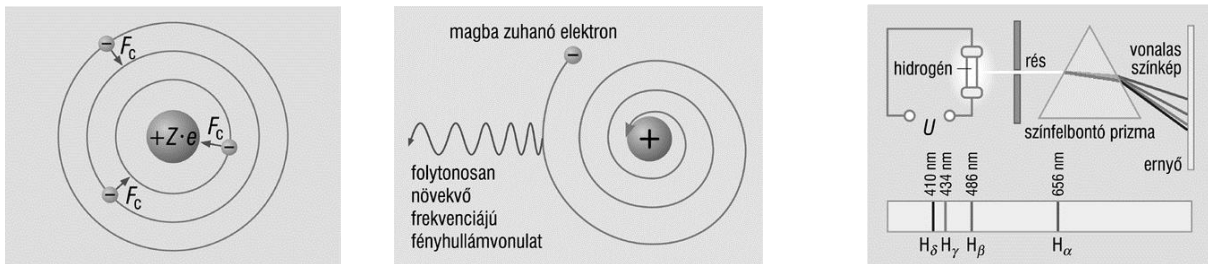 F_c
+Z·e
F_c
F_c
magba zuhanó elektron
+
folytonosan
növekvő
frekvenciájú
fényhullámvonulat
hidrogén
U
rés
vonalas
színkép
színfelbontó prizma
ernyő
410 nm
434 nm
486 nm
656 nm
H_δ H_γ H_β H_α